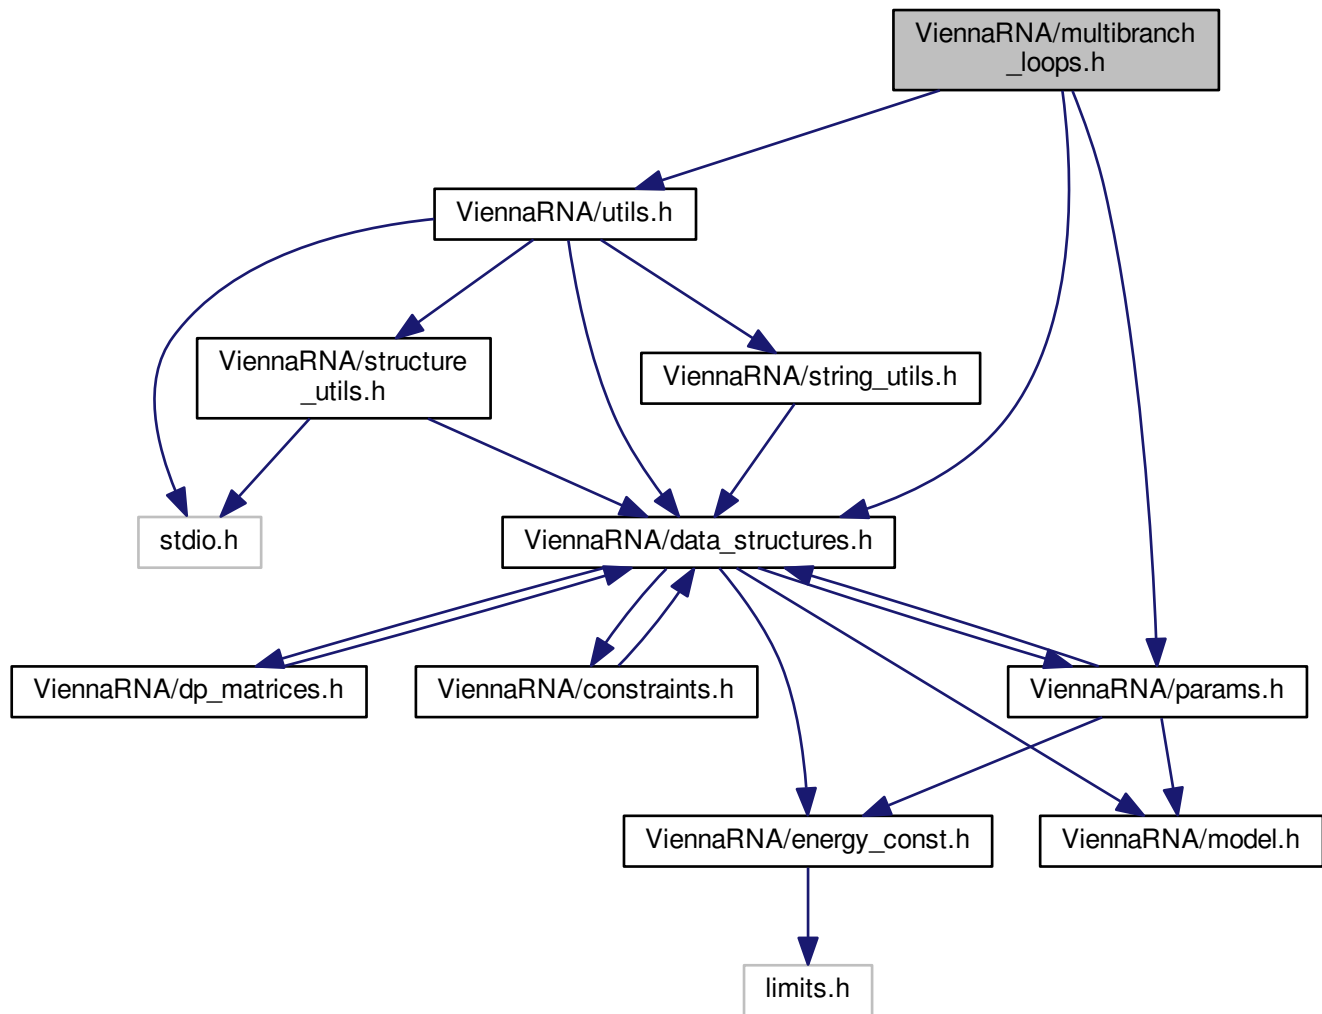 ViennaRNA/multibranch
_loops.h
ViennaRNA/utils.h
ViennaRNA/structure
_utils.h
ViennaRNA/string_utils.h
stdio.h
ViennaRNA/data_structures.h
ViennaRNA/dp_matrices.h
ViennaRNA/constraints.h
ViennaRNA/params.h
ViennaRNA/energy_const.h
ViennaRNA/model.h
limits.h